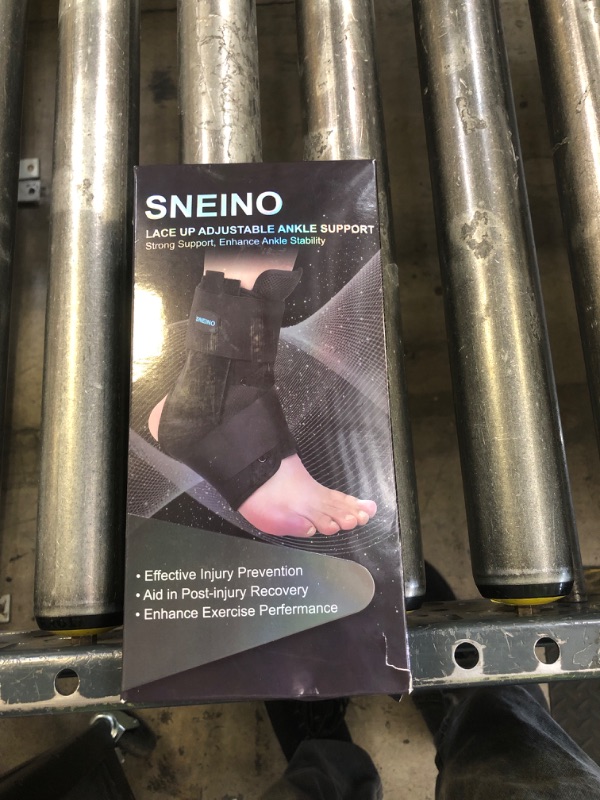 SNEINO
LACE UP ADJUSTABLE ANKLE SUPPORT
Strong Support, Enhance Ankle Stability
SNEINO
• Effective Injury Prevention
• Aid in Post-injury Recovery
• Enhance Exercise Perfermance